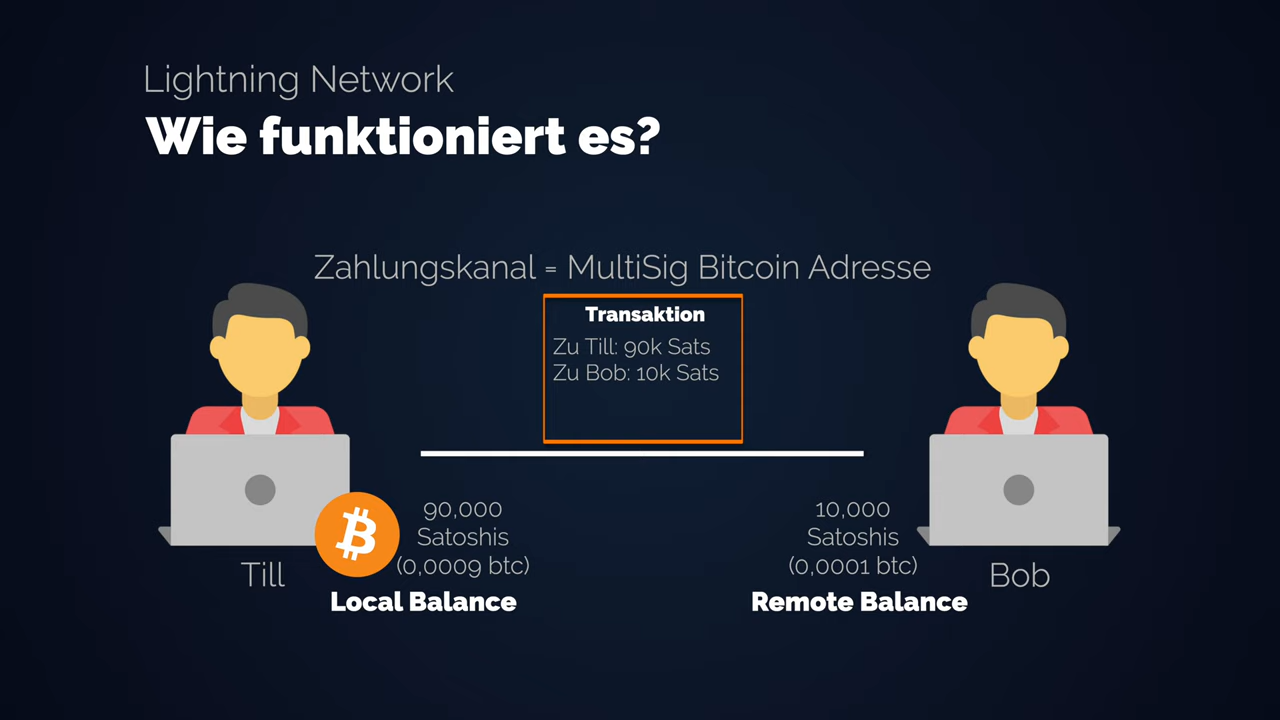 Lightning Network
Wie funktioniert es?
Zahlungskanal = MultiSig Bitcoin Adresse
Transaktion
Zu Till: 90k Sats
Zu Bob: 10k Sats
90,000
Satoshis
(0,0009 btc)
Local Balance
Till
10,000
Satoshis
(0,0001 btc)
Remote Balance
Bob